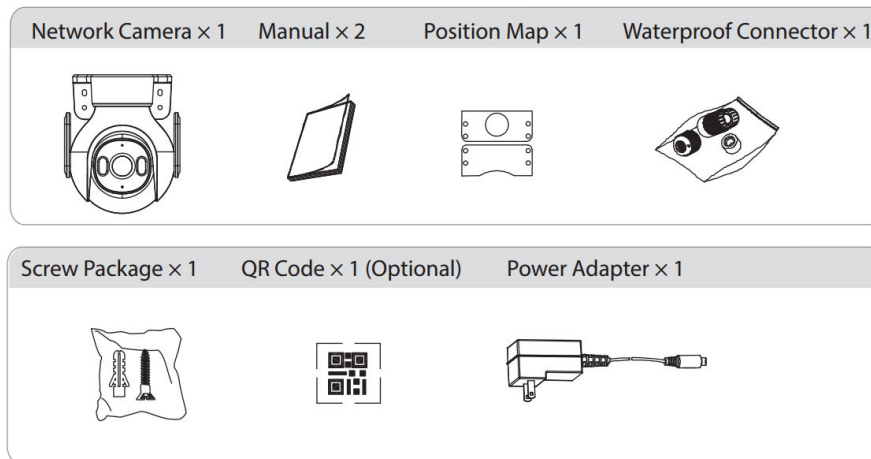 Network Camera × 1 Manual × 2 Position Map × 1 Waterproof Connector × 1
Screw Package × 1 QR Code × 1 (Optional) Power Adapter × 1